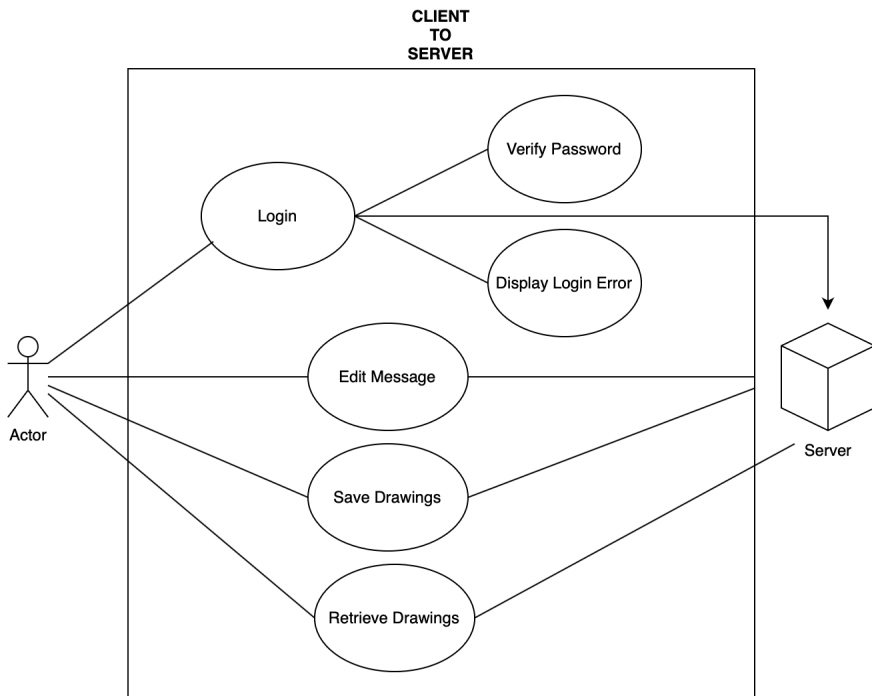 CLIENT
TO
SERVER
Verify Password
Login
Display Login Error
Edit Message
Actor
Server
Save Drawings
Retrieve Drawings